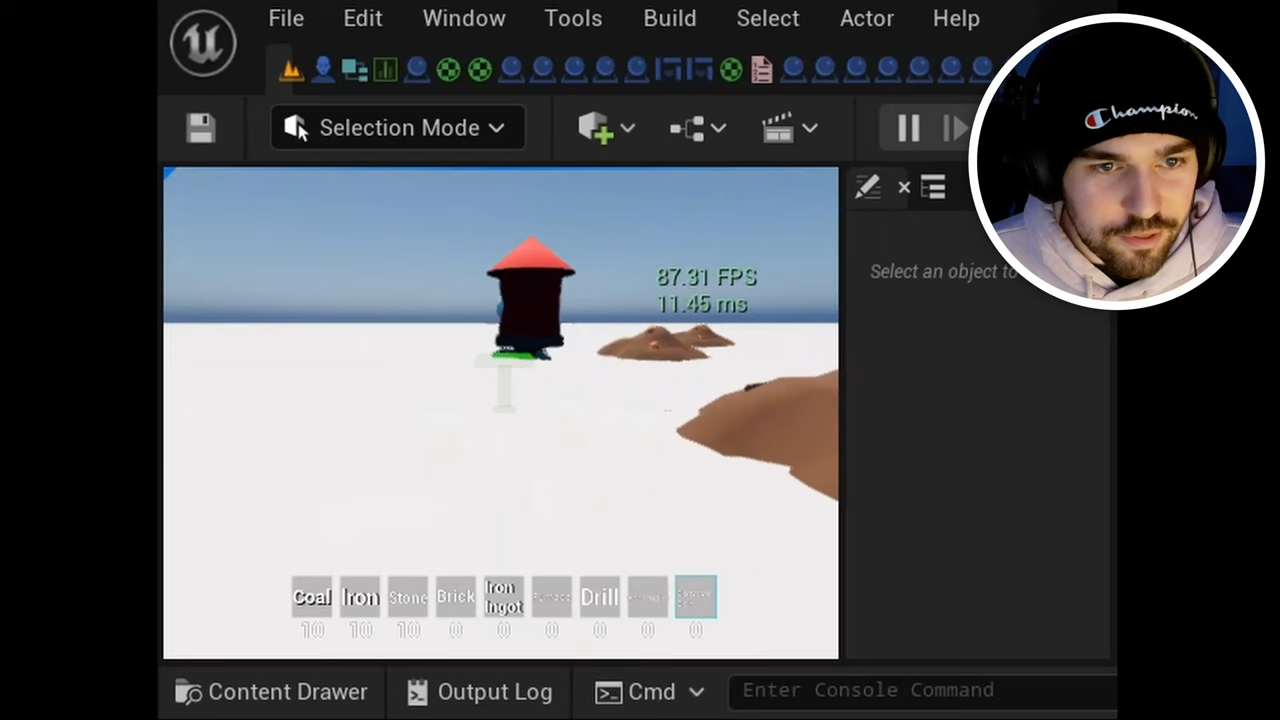 File Edit Window Tools Build Select Actor Help
Champion
Selection Mode
Select an object to
87.31 FPS
11.45 ms
Coal Iron Stone Brick Iron Ingot Furnace Drill
10 10 10 0 0 0 0 0 0
Content Drawer Output Log Cmd Enter Console Command